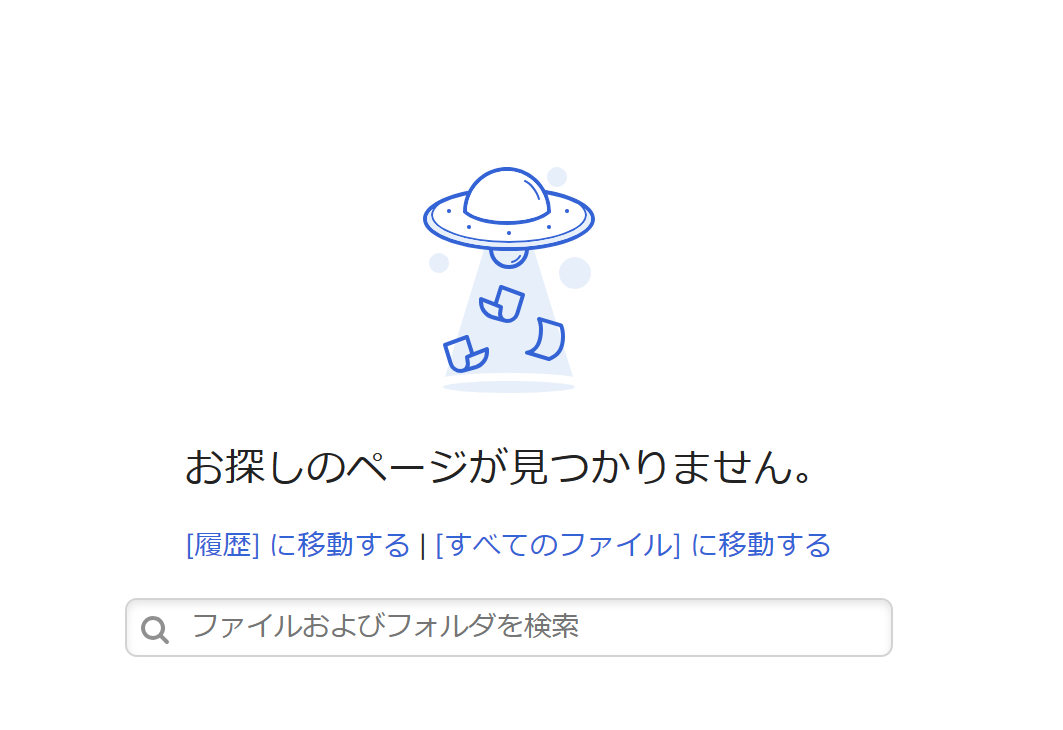 お探しのページが見つかりません。
[履歴] に移動する | [すべてのファイル] に移動する
ファイルおよびフォルダを検索